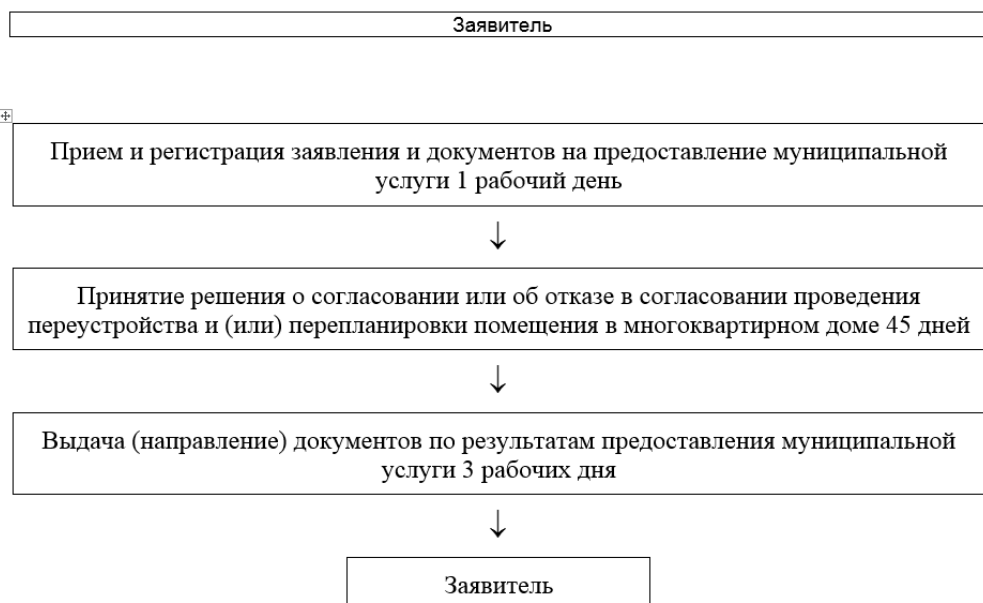 Заявитель
Прием и регистрация заявления и документов на предоставление муниципальной
услуги 1 рабочий день
↓
Принятие решения о согласовании или об отказе в согласовании проведения
переустройства и (или) перепланировки помещения в многоквартирном доме 45 дней
↓
Выдача (направление) документов по результатам предоставления муниципальной
услуги 3 рабочих дня
↓
Заявитель